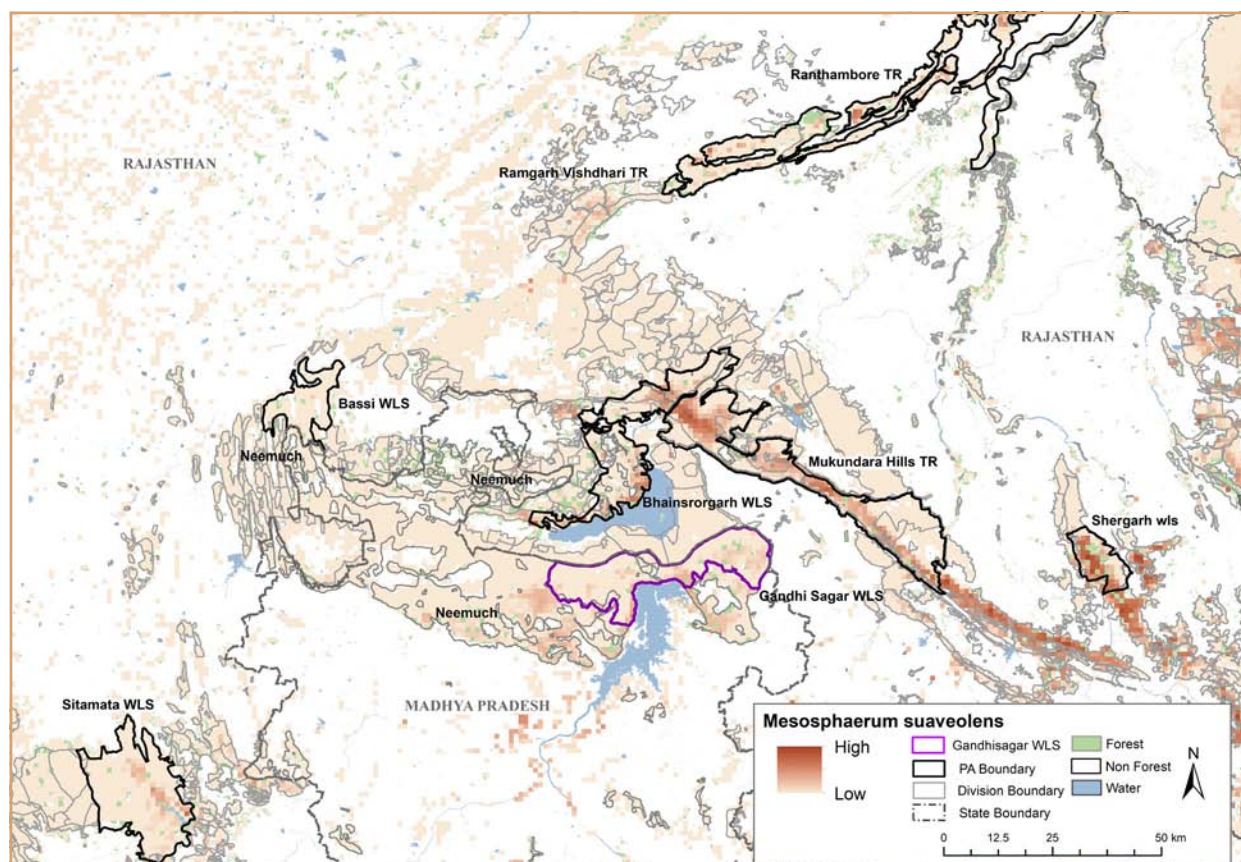 Ranthambore TR
RAJASTHAN
Ramgarh Vishdhari TR
RAJASTHAN
Bassi WLS
Neemuch
Neemuch
Mukundara Hills TR
Bhainsrorgarh WLS
Shergarh wls
Gandhi Sagar WLS
Neemuch
Sitamata WLS
MADHYA PRADESH
Mesosphaerum suaveolens
High
Low
Gandhisagar WLS
PA Boundary
Division Boundary
State Boundary
Forest
Non Forest
Water
N
0 12.5 25 50 km